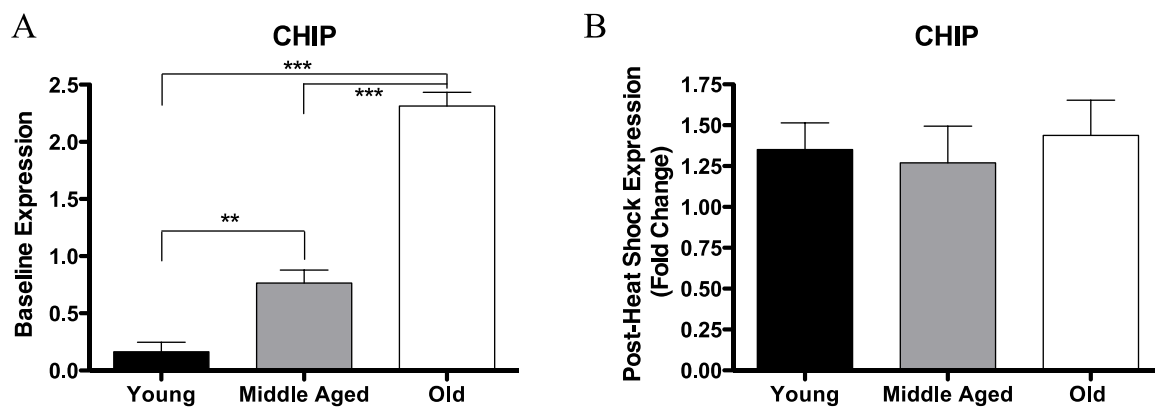 A
CHIP
***
***
**
Baseline Expression
2.5
2.0
1.5
1.0
0.5
0.0
Young Middle Aged Old
B
CHIP
Post-Heat Shock Expression
(Fold Change)
1.75
1.50
1.25
1.00
0.75
0.50
0.25
0.00
Young Middle Aged Old